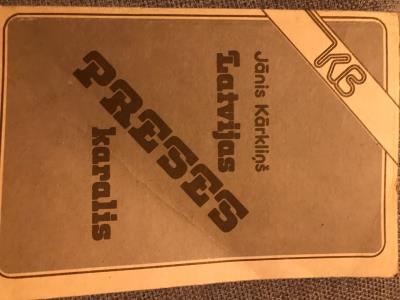 KB
Jānis Kārkliņš
Latvijas
PRESES
karalis